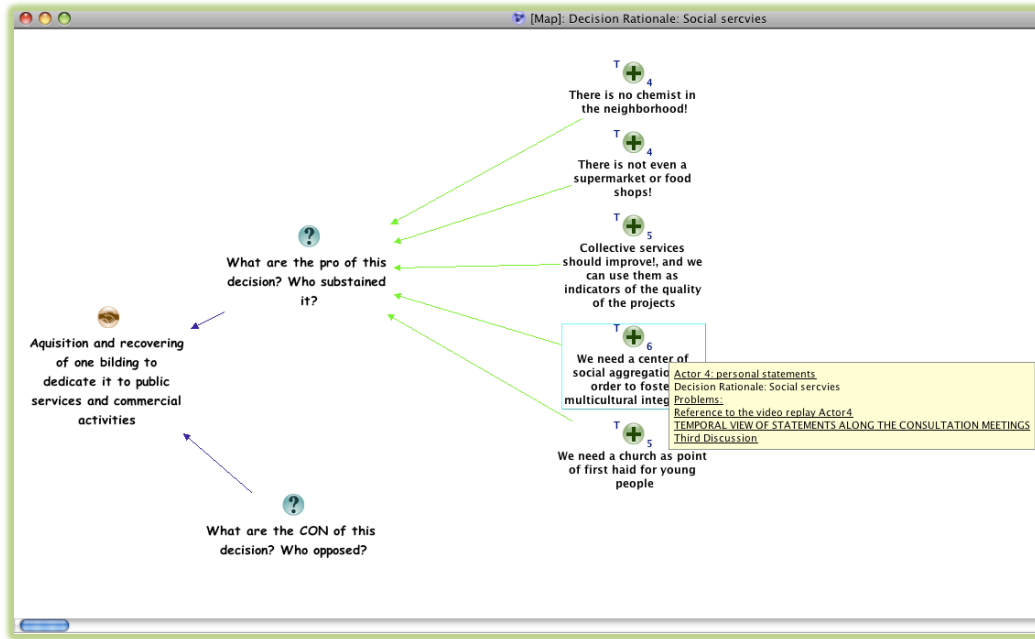 [Map]: Decision Rationale: Social sercvies
T
4
There is no chemist in
the neighborhood!
T
4
There is not even a
supermarket or food
shops!
T
5
Collective services
should improve!, and we
can use them as
indicators of the quality
of the projects
T
6
We need a center of
social aggregatio
order to foste
multicultural integ
T
5
We need a church as point
of first haid for young
people
Actor 4: personal statements
Decision Rationale: Social sercvies
Problems:
Reference to the video replay Actor4
TEMPORAL VIEW OF STATEMENTS ALONG THE CONSULTATION MEETINGS
Third Discussion
?
What are the pro of this
decision? Who substained
it?
Aquisition and recovering
of one bilding to
dedicate it to public
services and commercial
activities
?
What are the CON of this
decision? Who opposed?